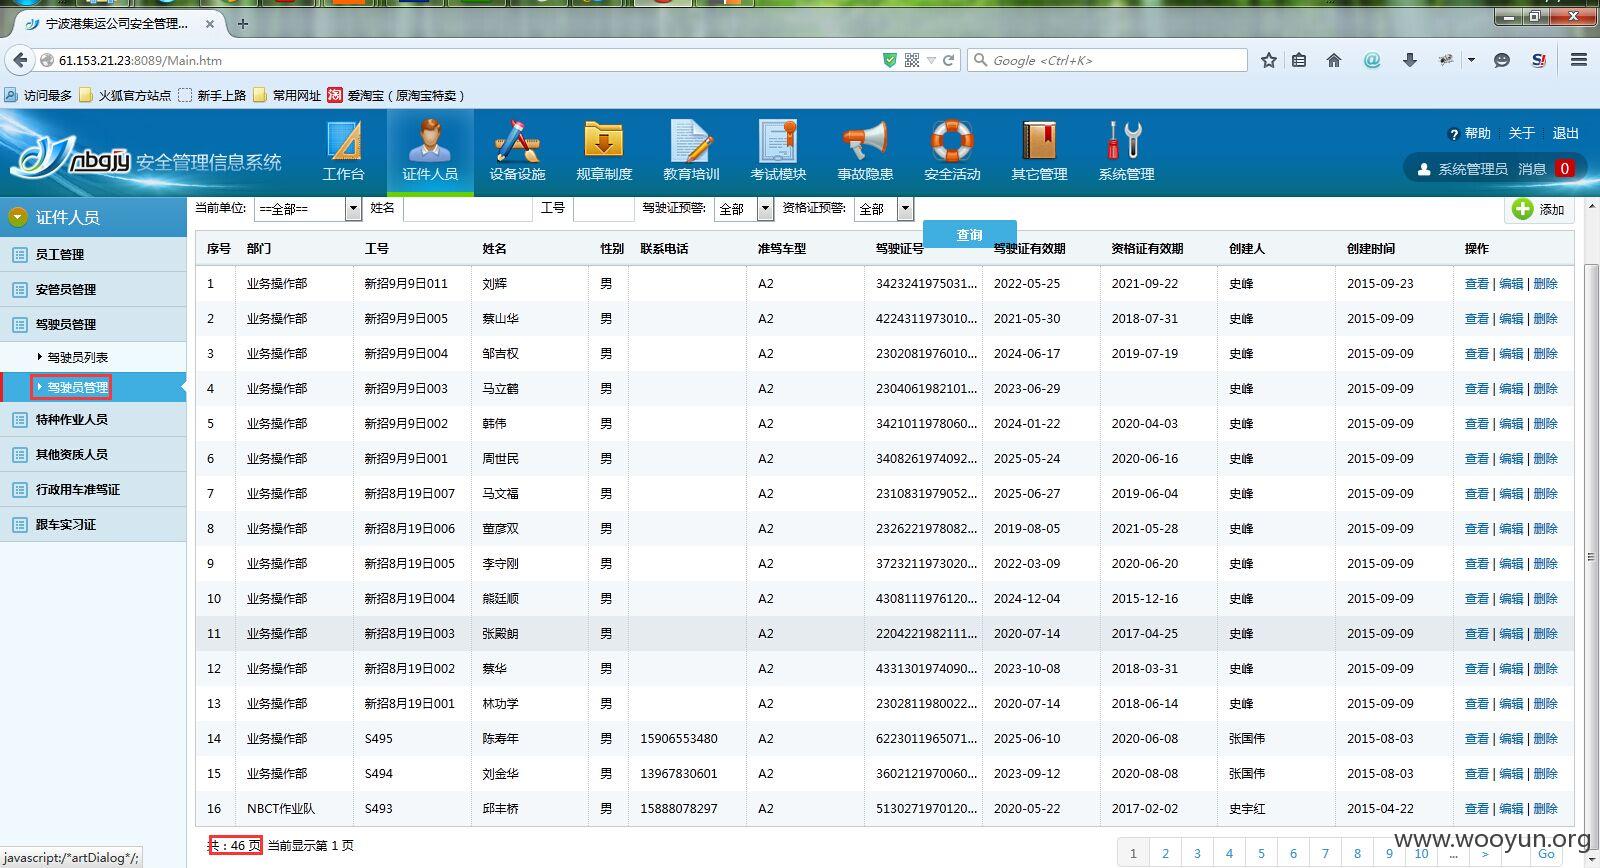 宁波港集运公司安全管理... × +
61.153.21.23:8089/Main.htm
Google <Ctrl+K>
访问最多 火狐官方站点 新手上路 常用网址 爱淘宝（原淘宝特卖）
nbgjy 安全管理信息系统
工作台 证件人员 设备设施 规章制度 教育培训 考试模块 事故隐患 安全活动 其它管理 系统管理
帮助 关于 退出
系统管理员 消息 0
证件人员
员工管理
安管员管理
驾驶员管理
驾驶员列表
驾驶员管理
特种作业人员
其他资质人员
行政用车准驾证
跟车实习证
当前单位: ==全部== 姓名 工号 驾驶证预警: 全部 资格证预警: 全部 添加
查询
序号 部门 工号 姓名 性别 联系电话 准驾车型 驾驶证号 驾驶证有效期 资格证有效期 创建人 创建时间 操作
1 业务操作部 新招9月9日011 刘辉 男 A2 3423241975031... 2022-05-25 2021-09-22 史峰 2015-09-23 查看 | 编辑 | 删除
2 业务操作部 新招9月9日005 蔡山华 男 A2 4224311973010... 2021-05-30 2018-07-31 史峰 2015-09-09 查看 | 编辑 | 删除
3 业务操作部 新招9月9日004 邹吉权 男 A2 2302081976010... 2024-06-17 2019-07-19 史峰 2015-09-09 查看 | 编辑 | 删除
4 业务操作部 新招9月9日003 马立鹤 男 A2 2304061982101... 2023-06-29 史峰 2015-09-09 查看 | 编辑 | 删除
5 业务操作部 新招9月9日002 韩伟 男 A2 3421011978060... 2024-01-22 2020-04-03 史峰 2015-09-09 查看 | 编辑 | 删除
6 业务操作部 新招9月9日001 周世民 男 A2 3408261974092... 2025-05-24 2020-06-16 史峰 2015-09-09 查看 | 编辑 | 删除
7 业务操作部 新招8月19日007 马文福 男 A2 2310831979052... 2025-06-27 2019-06-04 史峰 2015-09-09 查看 | 编辑 | 删除
8 业务操作部 新招8月19日006 董彦双 男 A2 2326221978082... 2019-08-05 2021-05-28 史峰 2015-09-09 查看 | 编辑 | 删除
9 业务操作部 新招8月19日005 李守刚 男 A2 3723211973020... 2022-03-09 2020-06-20 史峰 2015-09-09 查看 | 编辑 | 删除
10 业务操作部 新招8月19日004 熊廷顺 男 A2 4308111976120... 2024-12-04 2015-12-16 史峰 2015-09-09 查看 | 编辑 | 删除
11 业务操作部 新招8月19日003 张殿朗 男 A2 2204221982111... 2020-07-14 2017-04-25 史峰 2015-09-09 查看 | 编辑 | 删除
12 业务操作部 新招8月19日002 蔡华 男 A2 4331301974090... 2023-10-08 2018-03-31 史峰 2015-09-09 查看 | 编辑 | 删除
13 业务操作部 新招8月19日001 林功学 男 A2 2302811980022... 2020-07-14 2018-06-14 史峰 2015-09-09 查看 | 编辑 | 删除
14 业务操作部 S495 陈寿年 男 15906553480 A2 6223011965071... 2025-06-10 2020-06-08 张国伟 2015-08-03 查看 | 编辑 | 删除
15 业务操作部 S494 刘金华 男 13967830601 A2 3602121970060... 2023-09-12 2020-08-08 张国伟 2015-08-03 查看 | 编辑 | 删除
16 NBCT作业队 S493 邱丰桥 男 15888078297 A2 5130271970120... 2020-05-22 2017-02-02 史宇红 2015-04-22 查看 | 编辑 | 删除
共：46 页 当前显示第 1 页
1 2 3 4 5 6 7 8 9 10 ... > Go
www.wooyun.org
javascript:/*artDialog*/;